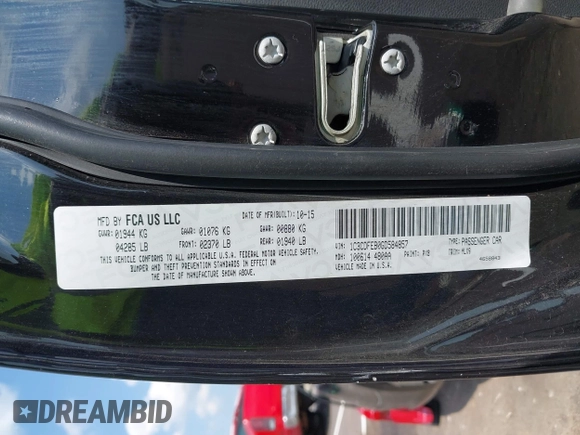 MFD BY FCA US LLC
DATE OF MFR(BUILT): 10-15
GVWR: 01944 KG GAWR: 01076 KG GAWR: 00880 KG
04285 LB FRONT: 02370 LB REAR: 01940 LB
THIS VEHICLE CONFORMS TO ALL APPLICABLE U.S.A. FEDERAL MOTOR VEHICLE SAFETY,
BUMPER AND THEFT PREVENTION STANDARDS IN EFFECT ON
THE DATE OF MANUFACTURE SHOWN ABOVE.
VIN: 1C3CDFEB0GD584857
TYPE: PASSENGER CAR
MDH: 100614 480AA PAINT: PX8 TRIM: MLX9
MADE IN U.S.A.
DREAMBID